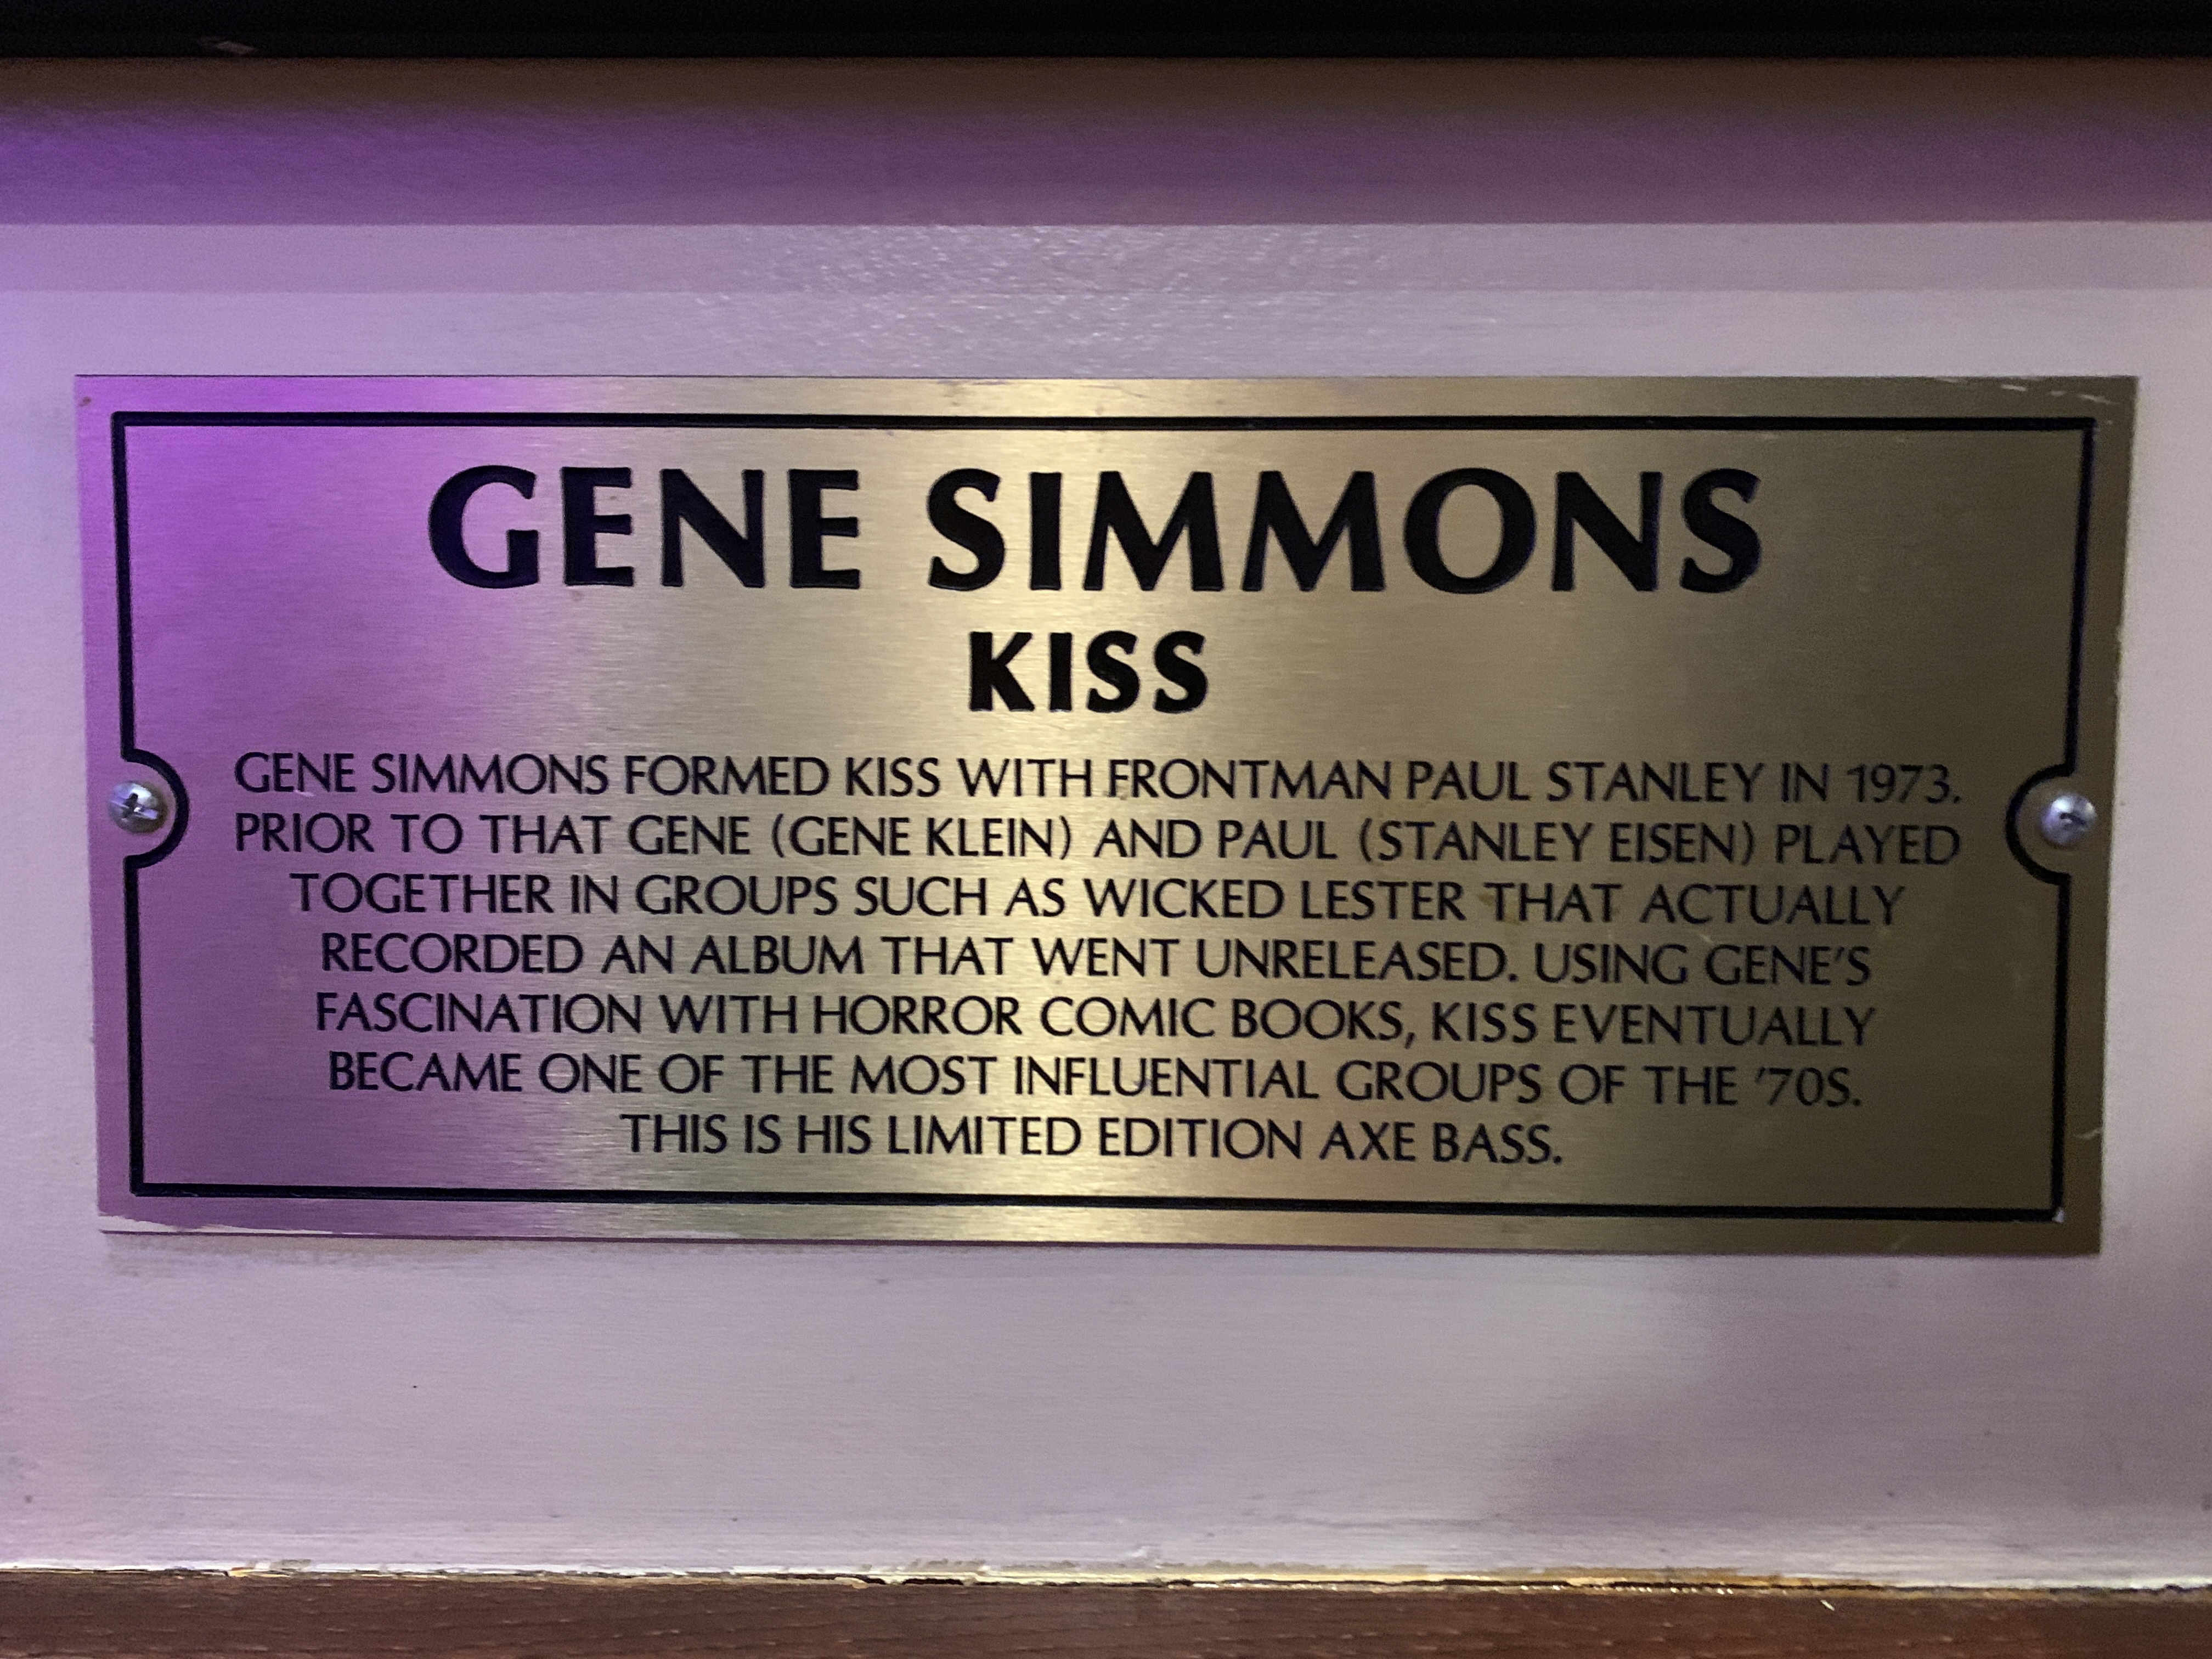 GENE SIMMONS
KISS
GENE SIMMONS FORMED KISS WITH FRONTMAN PAUL STANLEY IN 1973.
PRIOR TO THAT GENE (GENE KLEIN) AND PAUL (STANLEY EISEN) PLAYED
TOGETHER IN GROUPS SUCH AS WICKED LESTER THAT ACTUALLY
RECORDED AN ALBUM THAT WENT UNRELEASED. USING GENE'S
FASCINATION WITH HORROR COMIC BOOKS, KISS EVENTUALLY
BECAME ONE OF THE MOST INFLUENTIAL GROUPS OF THE '70S.
THIS IS HIS LIMITED EDITION AXE BASS.